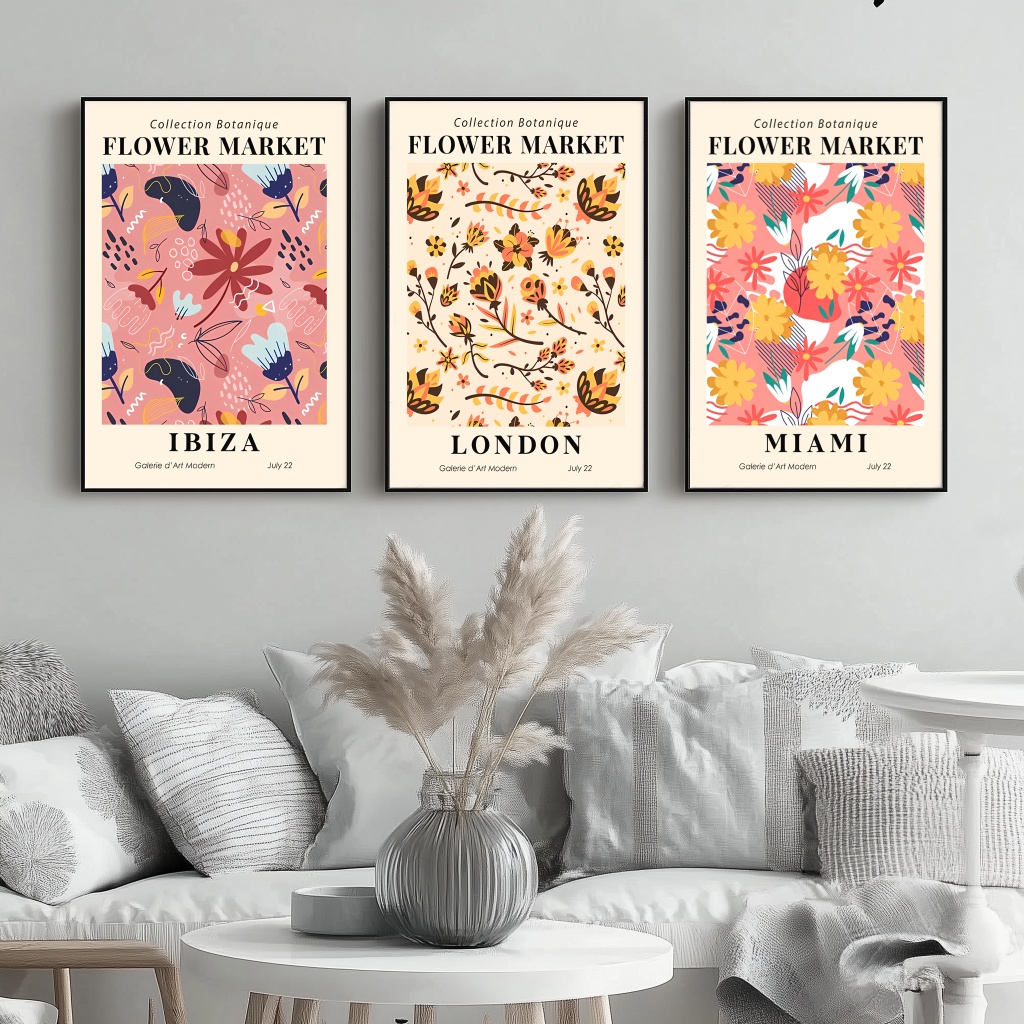 Collection Botanique
FLOWER MARKET
IBIZA
Galerie d'Art Modern July 22
Collection Botanique
FLOWER MARKET
LONDON
Galerie d'Art Modern July 22
Collection Botanique
FLOWER MARKET
MIAMI
Galerie d'Art Modern July 22